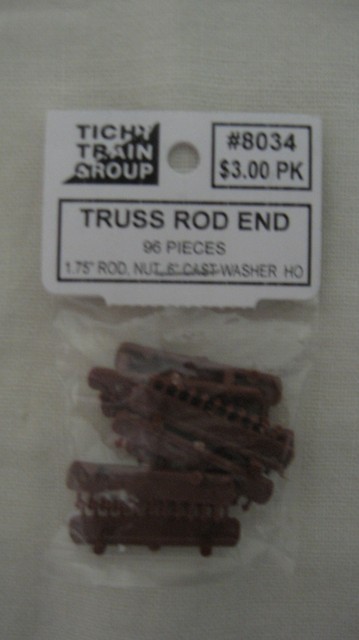 TICHY
TRAIN
GROUP
#8034
$3.00 PK
TRUSS ROD END
96 PIECES
1.75" ROD, NUT, 6" CAST WASHER HO